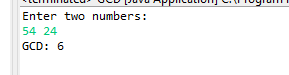 <terminated> GCD [Java Application] C:\Program F
Enter two numbers:
54 24
GCD: 6